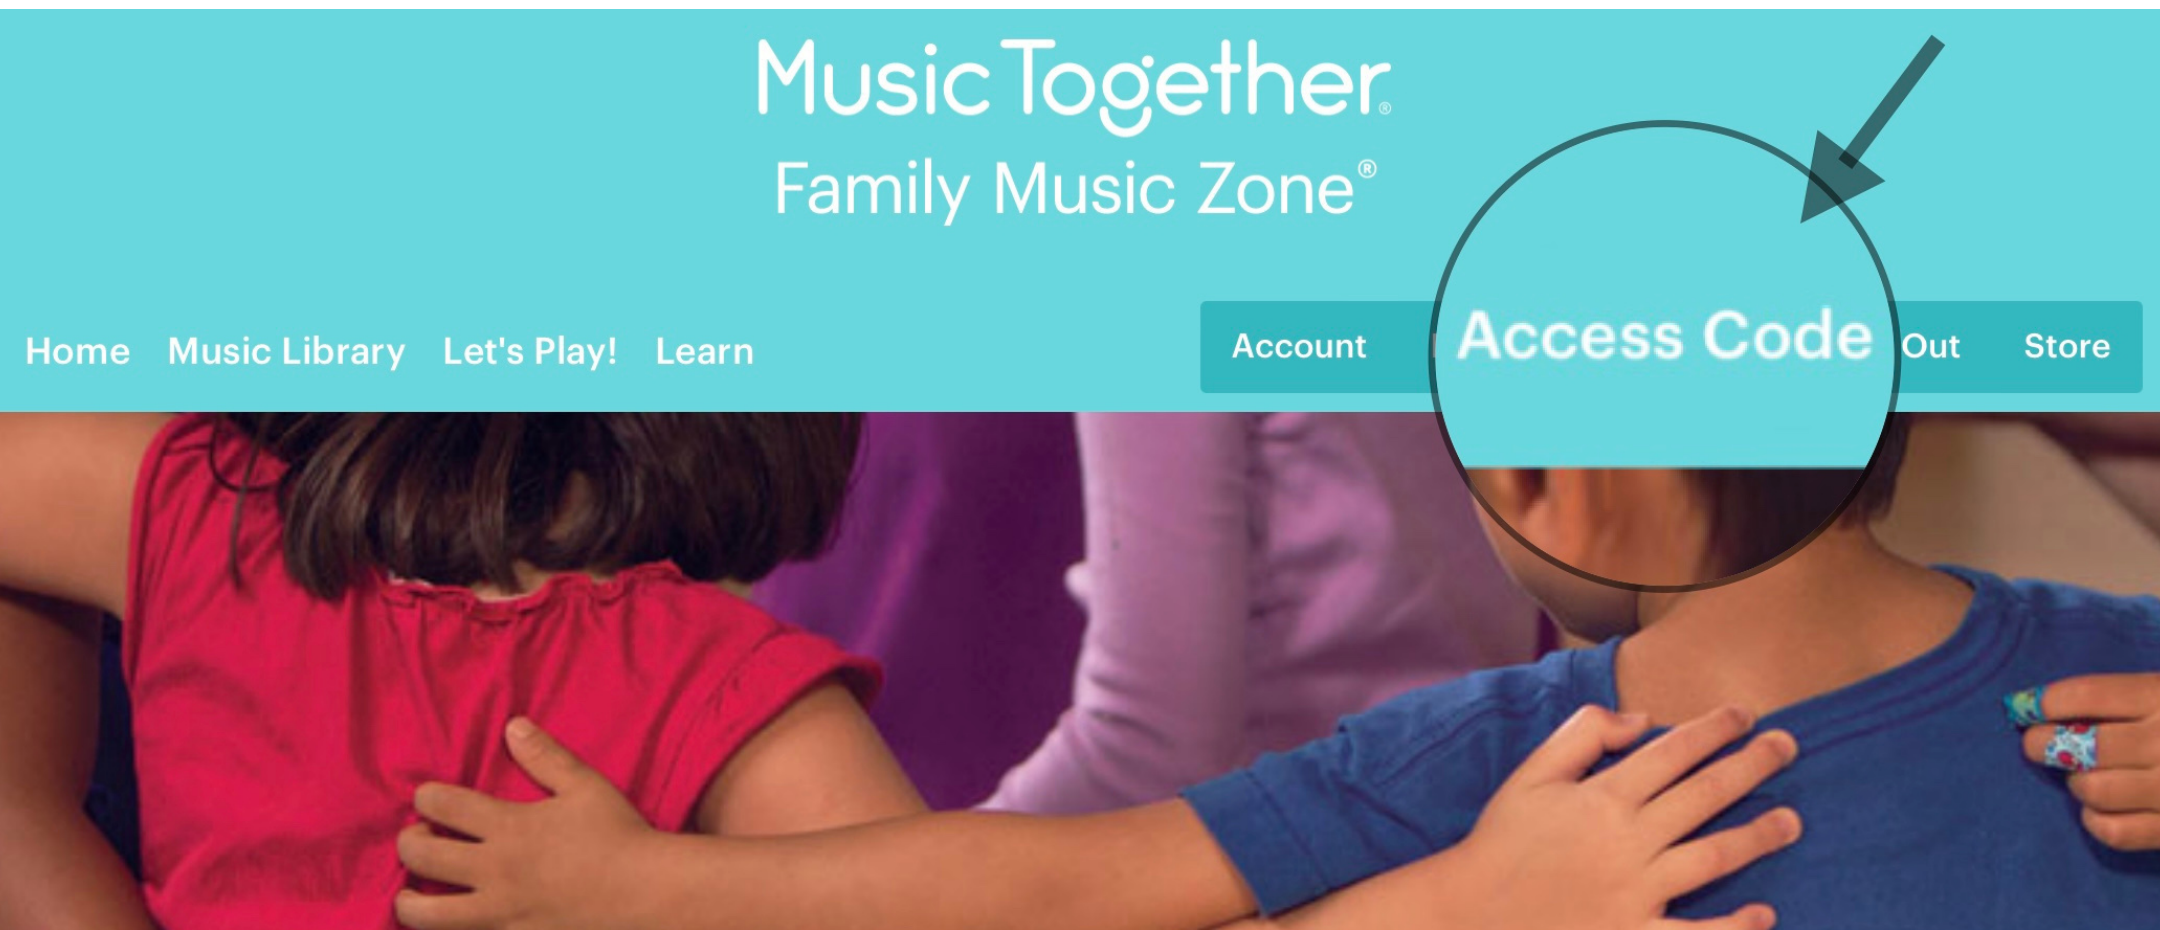 Music Together®
Family Music Zone®
Home Music Library Let's Play! Learn
Account Access Code Out Store